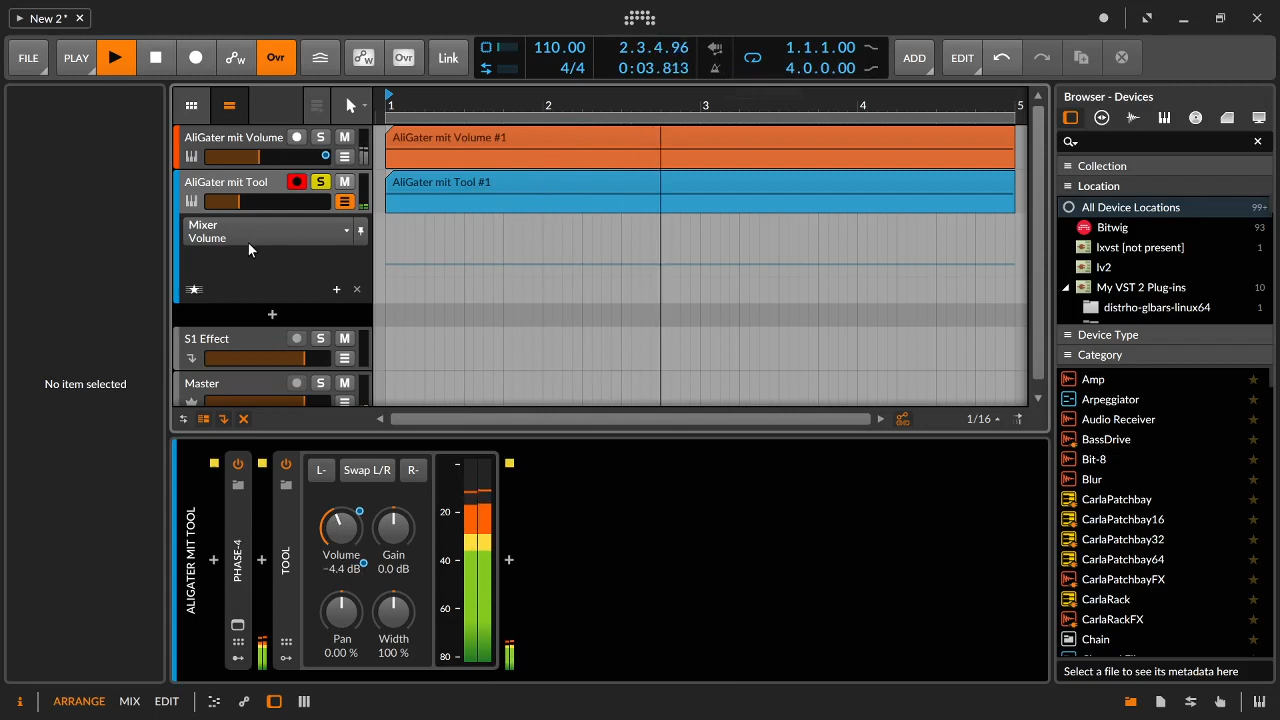 New 2*
FILE
PLAY
Ovr
Ovr
Link
110.00
4/4
2.3.4.96
0:03.813
1.1.1.00
4.0.0.00
ADD
EDIT
1
2
3
4
5
AliGater mit Volume
S
M
AliGater mit Volume #1
AliGater mit Tool
S
M
AliGater mit Tool #1
Mixer
Volume
S1 Effect
S
M
Master
S
M
1/16
No item selected
ALIGATER MIT TOOL
PHASE-4
TOOL
L-
Swap L/R
R-
Volume
-4.4 dB
Gain
0.0 dB
Pan
0.00 %
Width
100 %
20
40
60
80
Browser - Devices
Collection
Location
All Device Locations
99+
Bitwig
93
lxvst [not present]
1
lv2
My VST 2 Plug-ins
10
distrho-glbars-linux64
1
Device Type
Category
Amp
Arpeggiator
Audio Receiver
BassDrive
Bit-8
Blur
CarlaPatchbay
CarlaPatchbay16
CarlaPatchbay32
CarlaPatchbay64
CarlaPatchbayFX
CarlaRack
CarlaRackFX
Chain
Select a file to see its metadata here
i
ARRANGE
MIX
EDIT